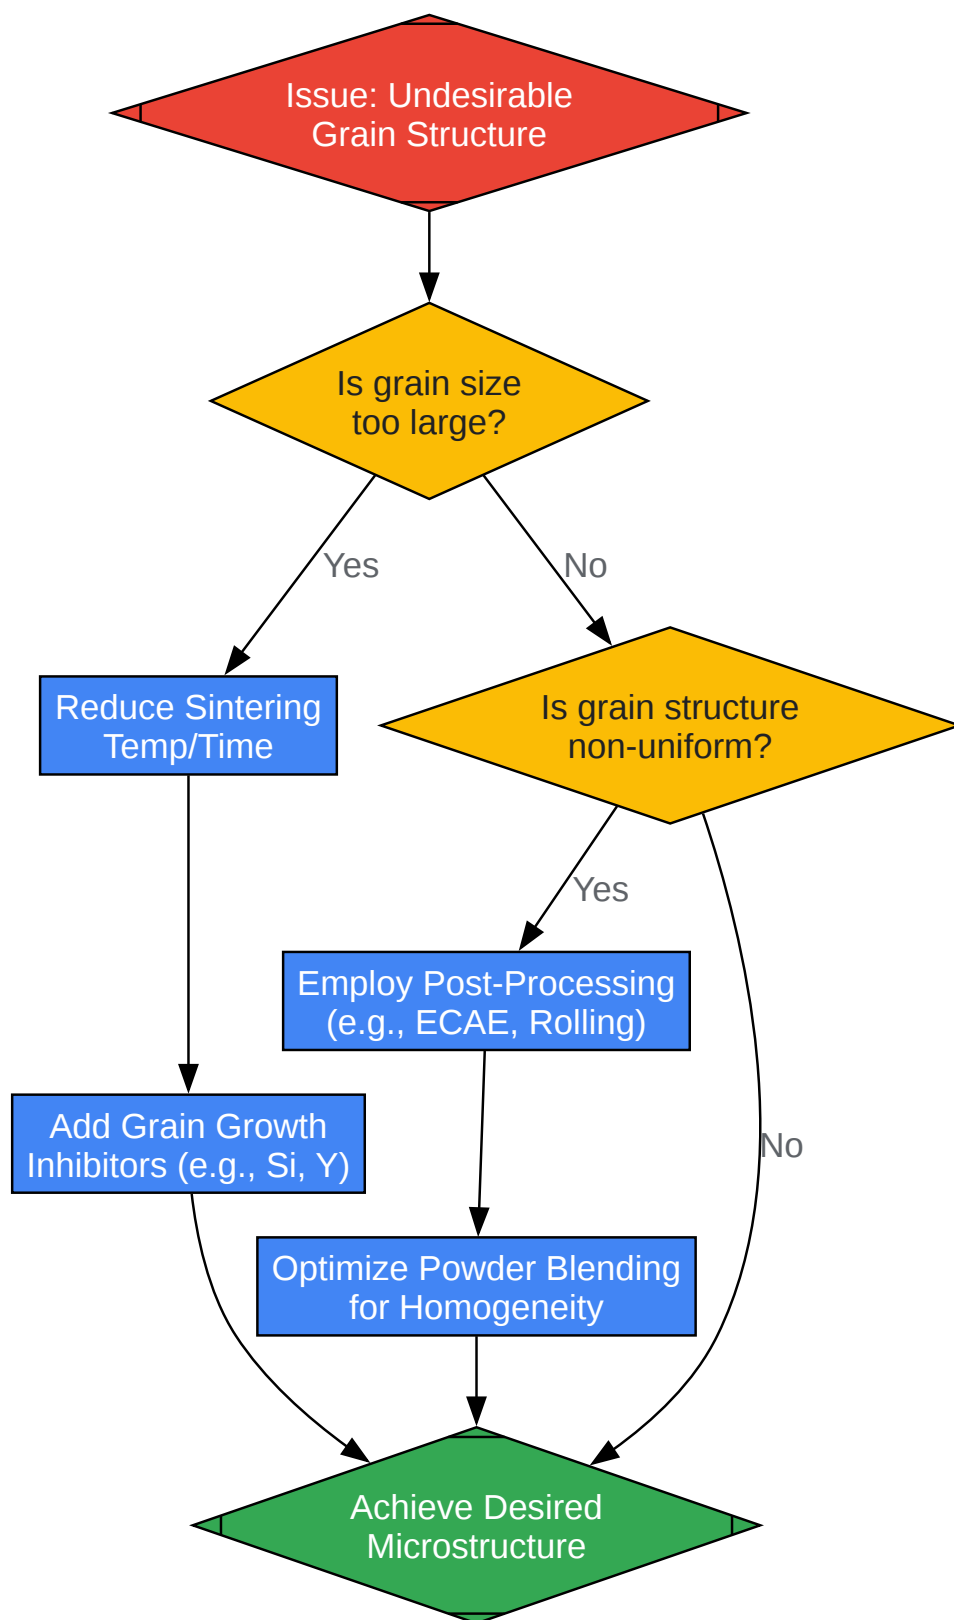 Issue: Undesirable
Grain Structure
Is grain size
too large?
Yes
No
Reduce Sintering
Temp/Time
Is grain structure
non-uniform?
Yes
Employ Post-Processing
(e.g., ECAE, Rolling)
Add Grain Growth
Inhibitors (e.g., Si, Y)
No
Optimize Powder Blending
for Homogeneity
Achieve Desired
Microstructure